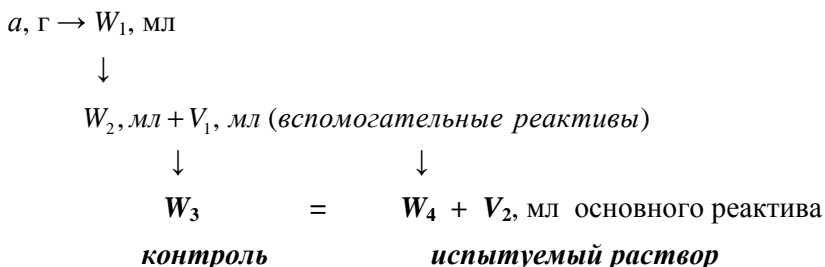 a, г → W₁, мл
↓
W₂, мл + V₁, мл (вспомогательные реактивы)
↓ ↓
W₃ = W₄ + V₂, мл основного реактива
контроль испытуемый раствор